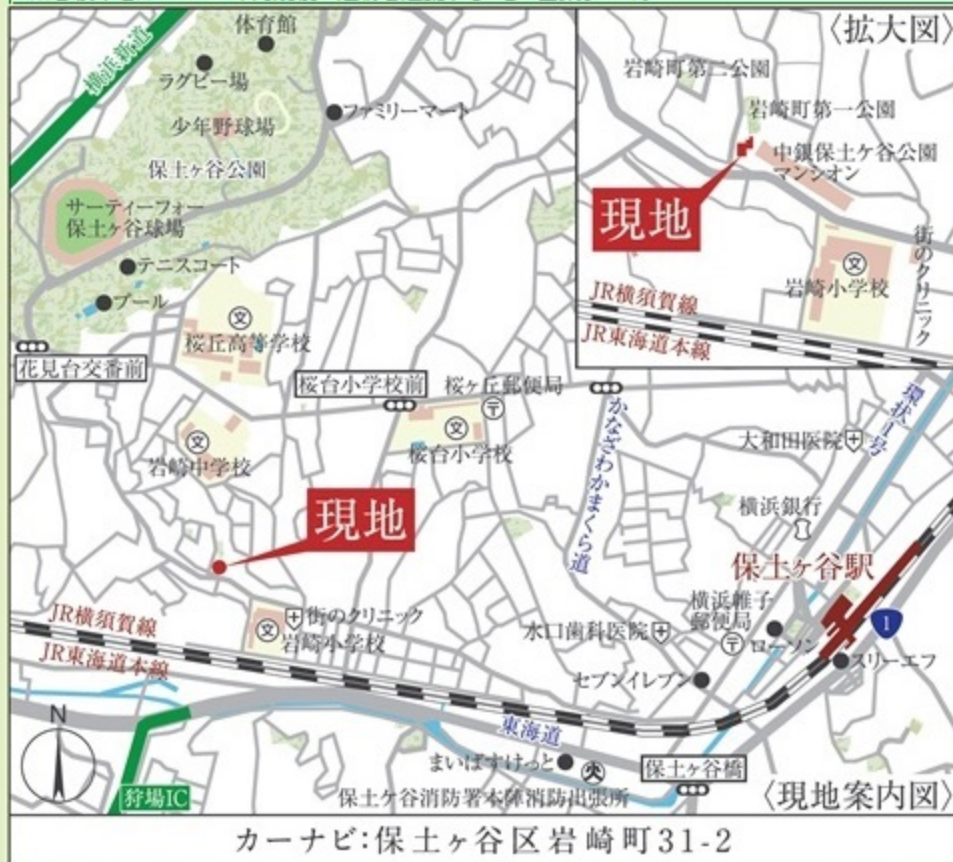 横浜新道
体育館
ラグビー場
ファミリーマート
少年野球場
保土ヶ谷公園
サーティーフォー
保土ヶ谷球場
テニスコート
プール
文
桜丘高等学校
花見台交番前
桜台小学校前
桜ヶ丘郵便局
〒
文
岩崎中学校
文
桜台小学校
かなざわかまくら道
大和田医院
環状1号
横浜銀行
現地
保土ヶ谷駅
横浜帷子
郵便局
〒
ローソン
1
スリーエフ
街のクリニック
文
岩崎小学校
水口歯科医院
セブンイレブン
JR横須賀線
JR東海道本線
東海道
まいばすけっと
保土ヶ谷橋
保土ケ谷消防署本陣消防出張所
N
狩場IC
〈現地案内図〉
〈拡大図〉
岩崎町第二公園
岩崎町第一公園
中銀保土ケ谷公園
マンシオン
現地
文
岩崎小学校
街のクリニック
JR横須賀線
JR東海道本線
カーナビ:保土ヶ谷区岩崎町31-2